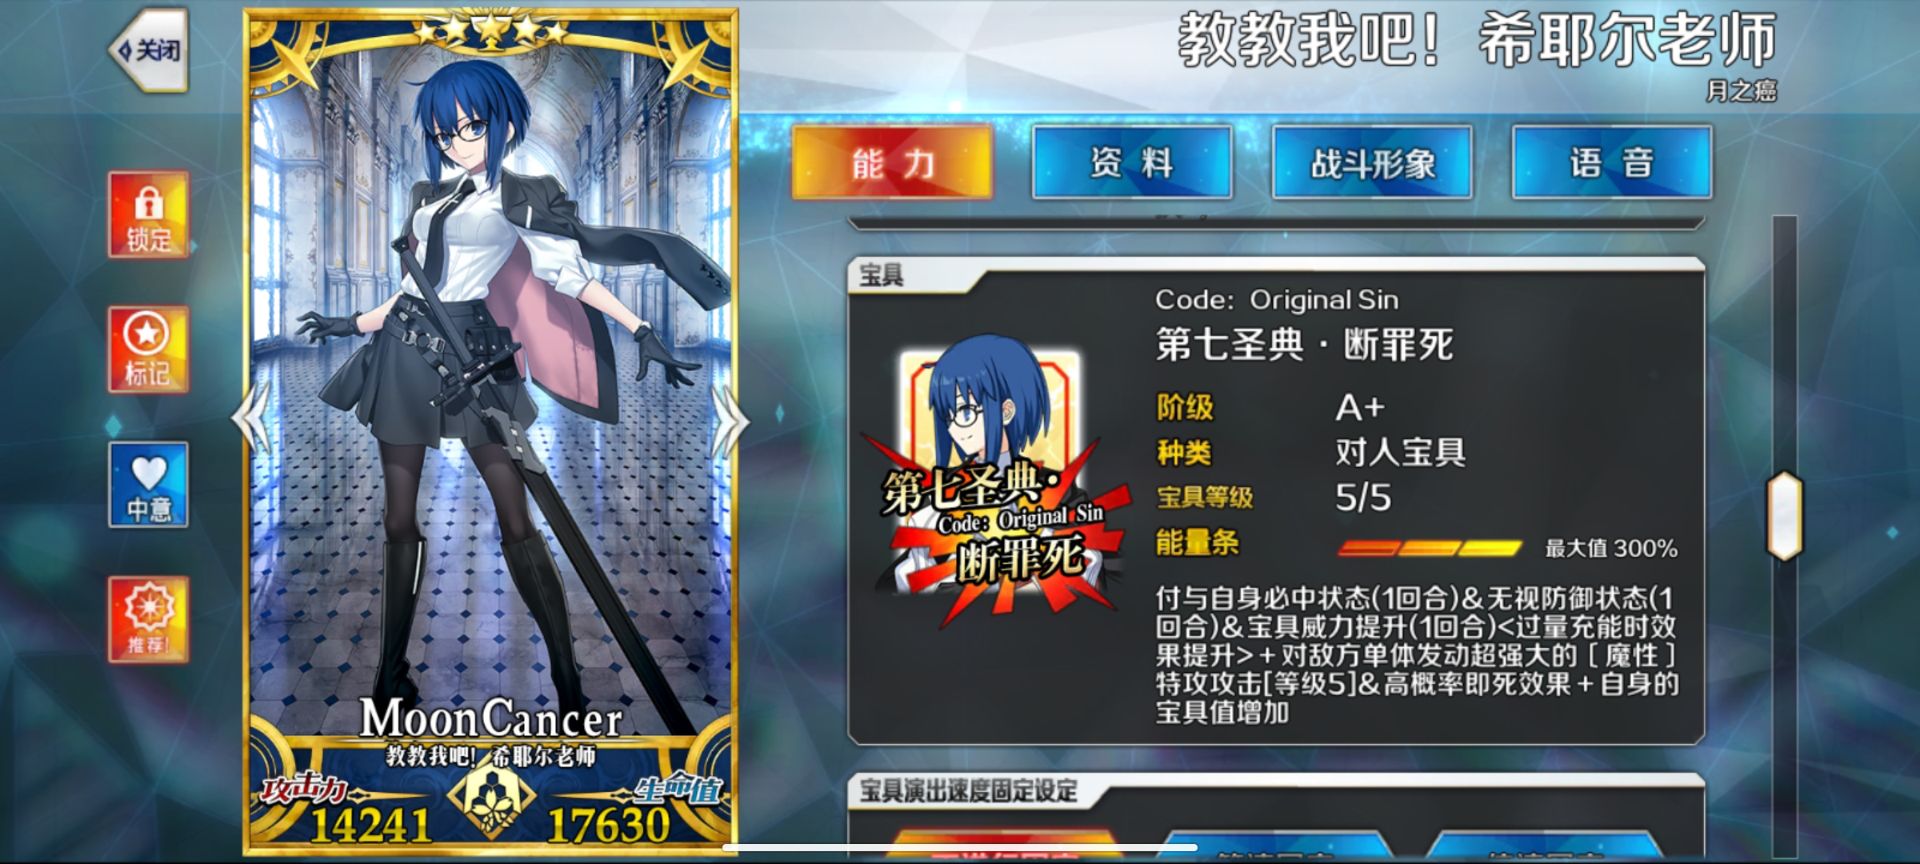 关闭
锁定
标记
中意
推荐!
MoonCancer
教教我吧！希耶尔老师
攻击力
14241
生命值
17630
教教我吧！希耶尔老师
月之癌
能力
资料
战斗形象
语音
宝具
第七圣典·
Code: Original Sin
断罪死
Code: Original Sin
第七圣典·断罪死
阶级 A+
种类 对人宝具
宝具等级 5/5
能量条 最大值 300%
付与自身必中状态(1回合)&无视防御状态(1
回合)&宝具威力提升(1回合)<过量充能时效
果提升>+对敌方单体发动超强大的［魔性］
特攻攻击[等级5]&高概率即死效果+自身的
宝具值增加
宝具演出速度固定设定